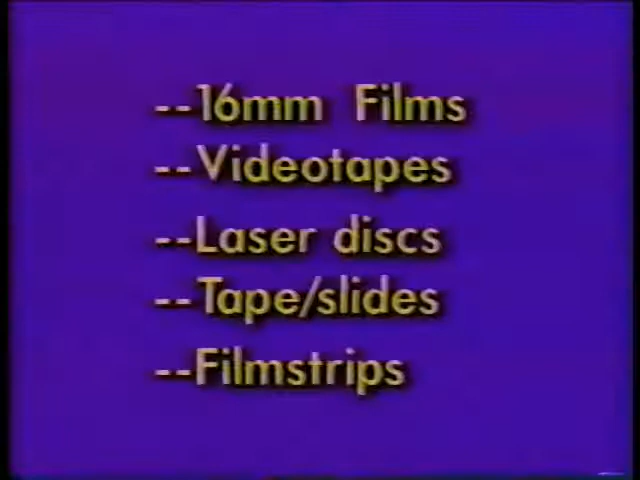 --16mm Films
--Videotapes
--Laser discs
--Tape/slides
--Filmstrips